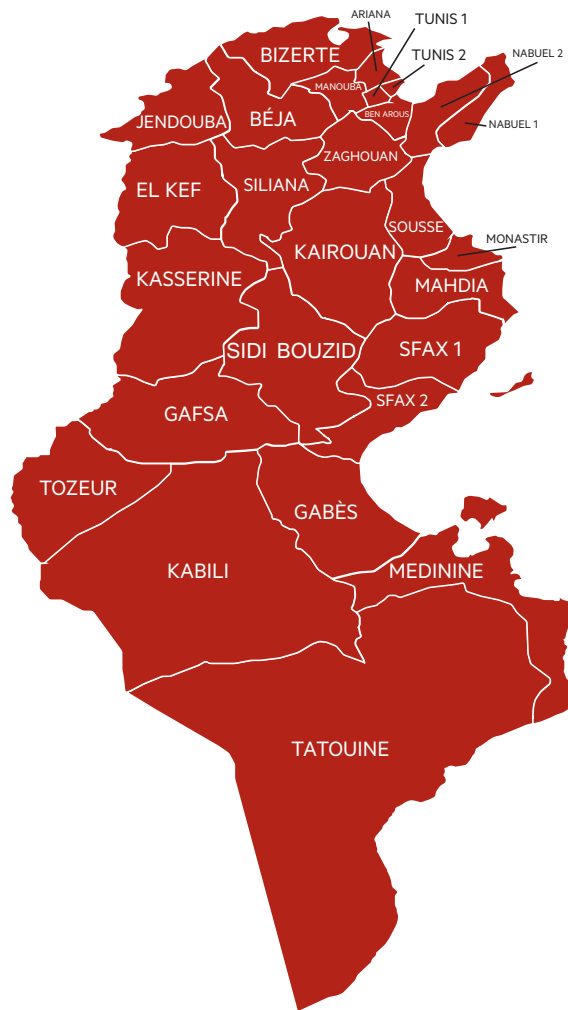 ARIANA
TUNIS 1
BIZERTE
TUNIS 2
NABUEL 2
MANOUBA
BEN AROUS
JENDOUBA
BÉJA
NABUEL 1
ZAGHOUAN
EL KEF
SILIANA
SOUSSE
MONASTIR
KAIROUAN
KASSERINE
MAHDIA
SIDI BOUZID
SFAX 1
SFAX 2
GAFSA
TOZEUR
GABÈS
KABILI
MEDININE
TATOUINE